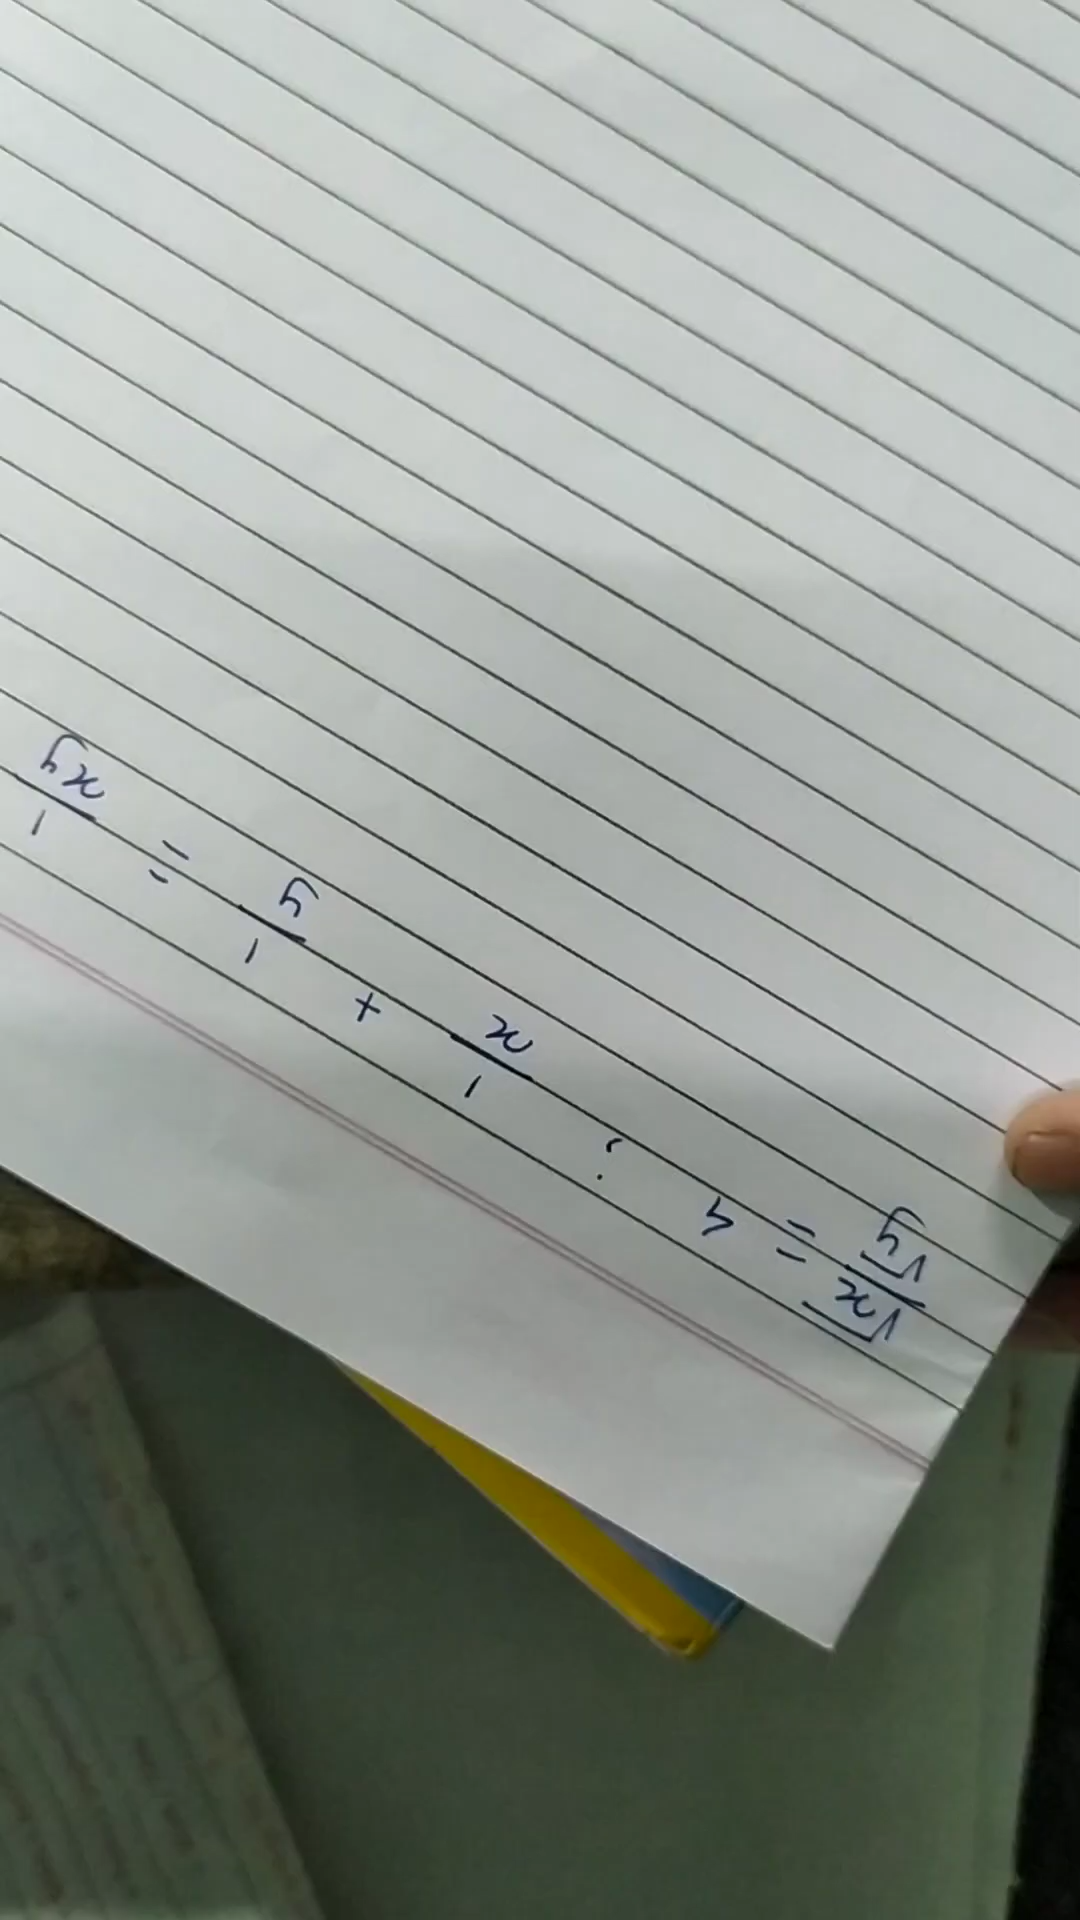 √x/√y = 4 ; 1/x + 1/y = 1/xy